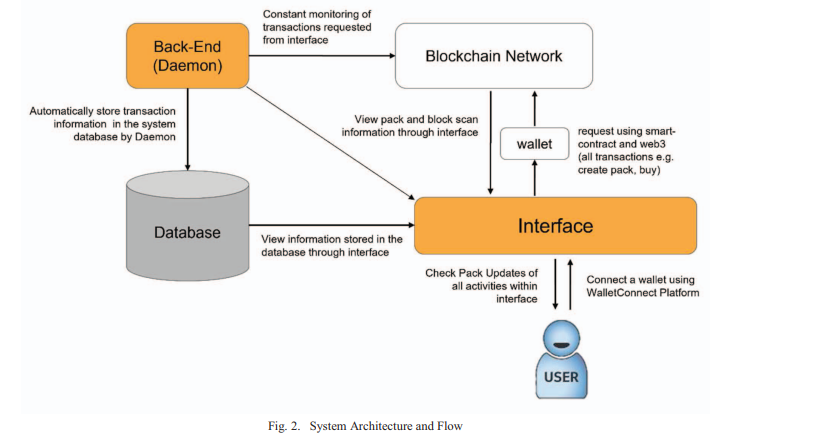 Constant monitoring of
transactions requested
from interface
Back-End
(Daemon)
Blockchain Network
Automatically store transaction
information in the system
database by Daemon
View pack and block scan
information through interface
wallet
request using smart-
contract and web3
(all transactions e.g.
create pack, buy)
Database
View information stored in the
database through interface
Interface
Check Pack Updates of
all activities within
interface
Connect a wallet using
WalletConnect Platform
USER
Fig. 2. System Architecture and Flow